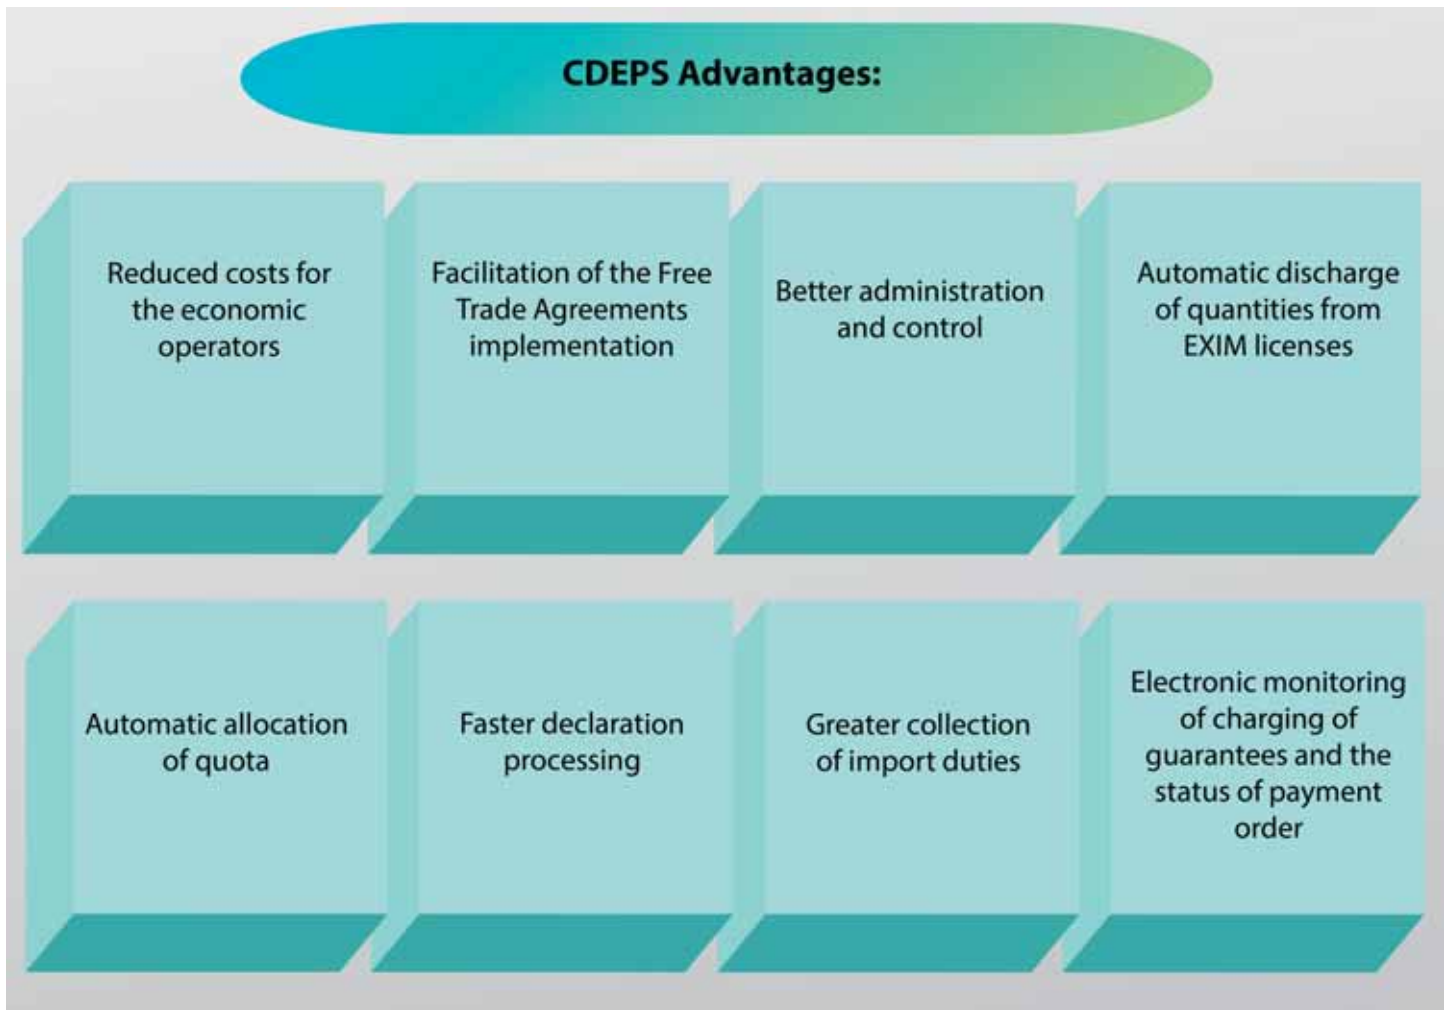 CDEPS Advantages:
Reduced costs for
the economic
operators
Facilitation of the Free
Trade Agreements
implementation
Better administration
and control
Automatic discharge
of quantities from
EXIM licenses
Automatic allocation
of quota
Faster declaration
processing
Greater collection
of import duties
Electronic monitoring
of charging of
guarantees and the
status of payment
order